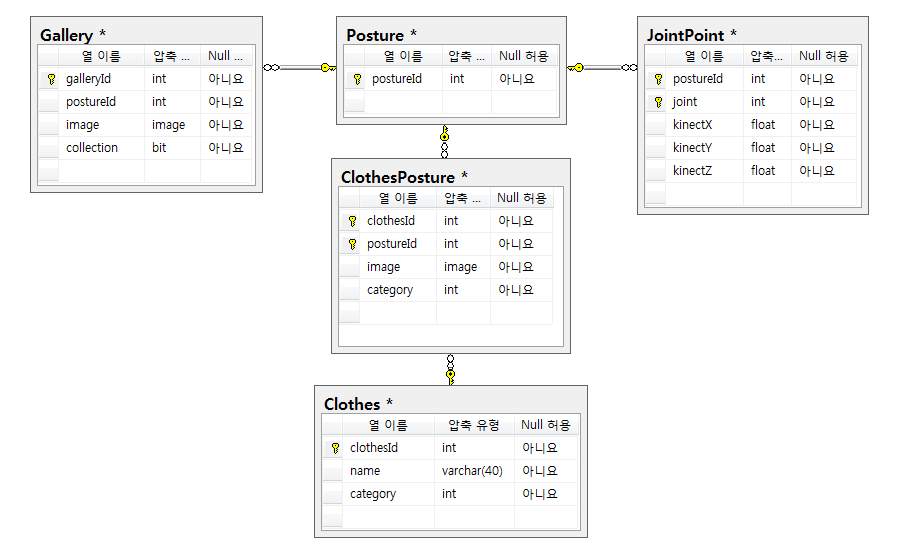 Gallery *
열 이름 압축 ... Null ...
galleryId int 아니요
postureId int 아니요
image image 아니요
collection bit 아니요
Posture *
열 이름 압축 ... Null 허용
postureId int 아니요
JointPoint *
열 이름 압축 ... Null 허용
postureId int 아니요
joint int 아니요
kinectX float 아니요
kinectY float 아니요
kinectZ float 아니요
ClothesPosture *
열 이름 압축 ... Null 허용
clothesId int 아니요
postureId int 아니요
image image 아니요
category int 아니요
Clothes *
열 이름 압축 유형 Null 허용
clothesId int 아니요
name varchar(40) 아니요
category int 아니요